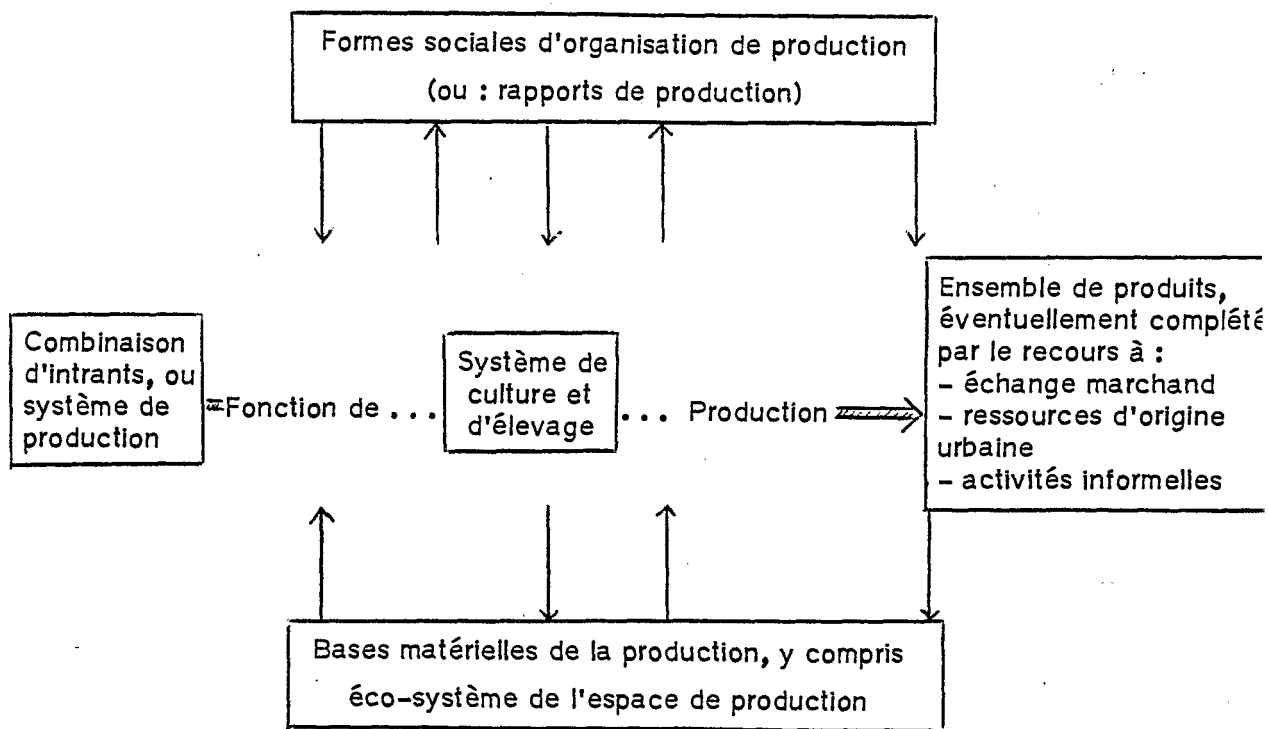 Formes sociales d'organisation de production
(ou : rapports de production)
Combinaison
d'intrants, ou
système de
production
=Fonction de ...
Système de
culture et
d'élevage
... Production
Ensemble de produits,
éventuellement complété
par le recours à :
- échange marchand
- ressources d'origine
urbaine
- activités informelles
Bases matérielles de la production, y compris
éco-système de l'espace de production